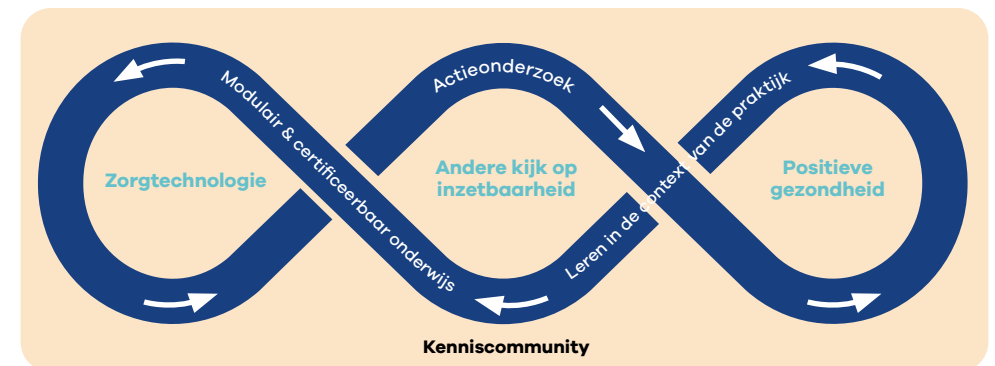 Modulair & certificeerbaar onderwijs
Actieonderzoek
Leren in de context van de praktijk
Zorgtechnologie
Andere kijk op
inzetbaarheid
Positieve
gezondheid
Kenniscommunity